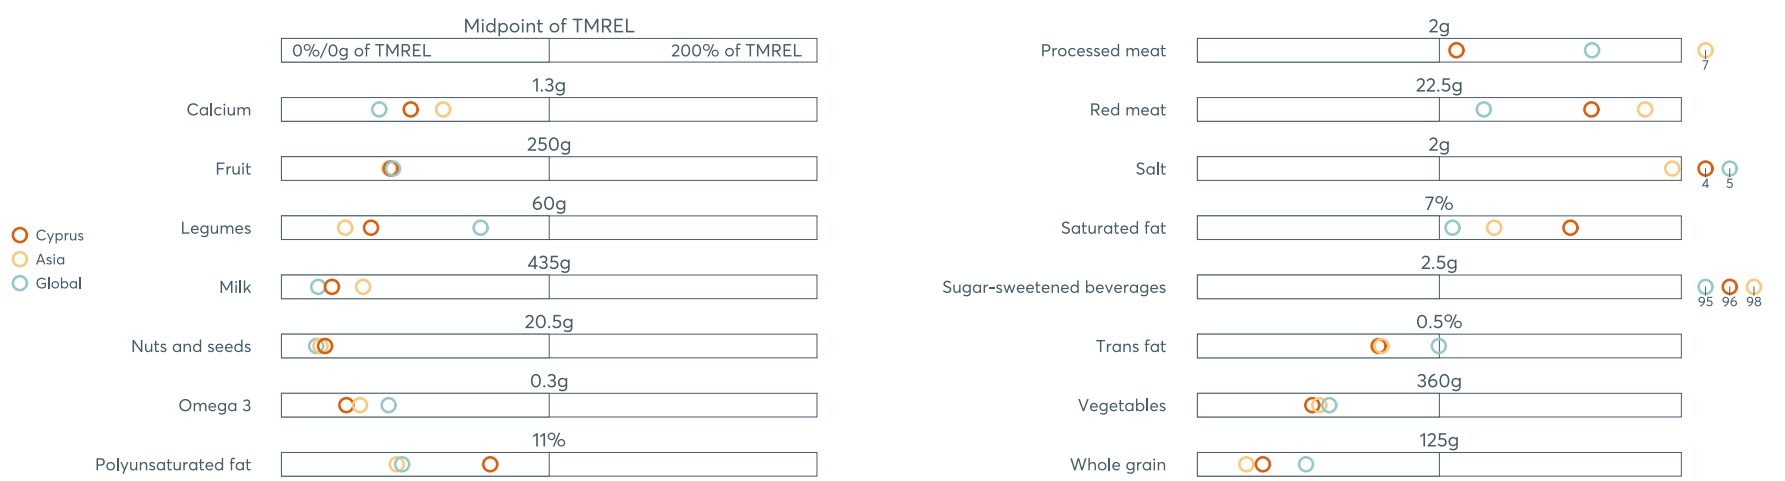 Midpoint of TMREL
0%/0g of TMREL
200% of TMREL
1.3g
Calcium
250g
Fruit
60g
Legumes
435g
Milk
20.5g
Nuts and seeds
0.3g
Omega 3
11%
Polyunsaturated fat
Cyprus
Asia
Global
2g
Processed meat
7
22.5g
Red meat
2g
Salt
4
5
7%
Saturated fat
2.5g
Sugar-sweetened beverages
95
96
98
0.5%
Trans fat
360g
Vegetables
125g
Whole grain